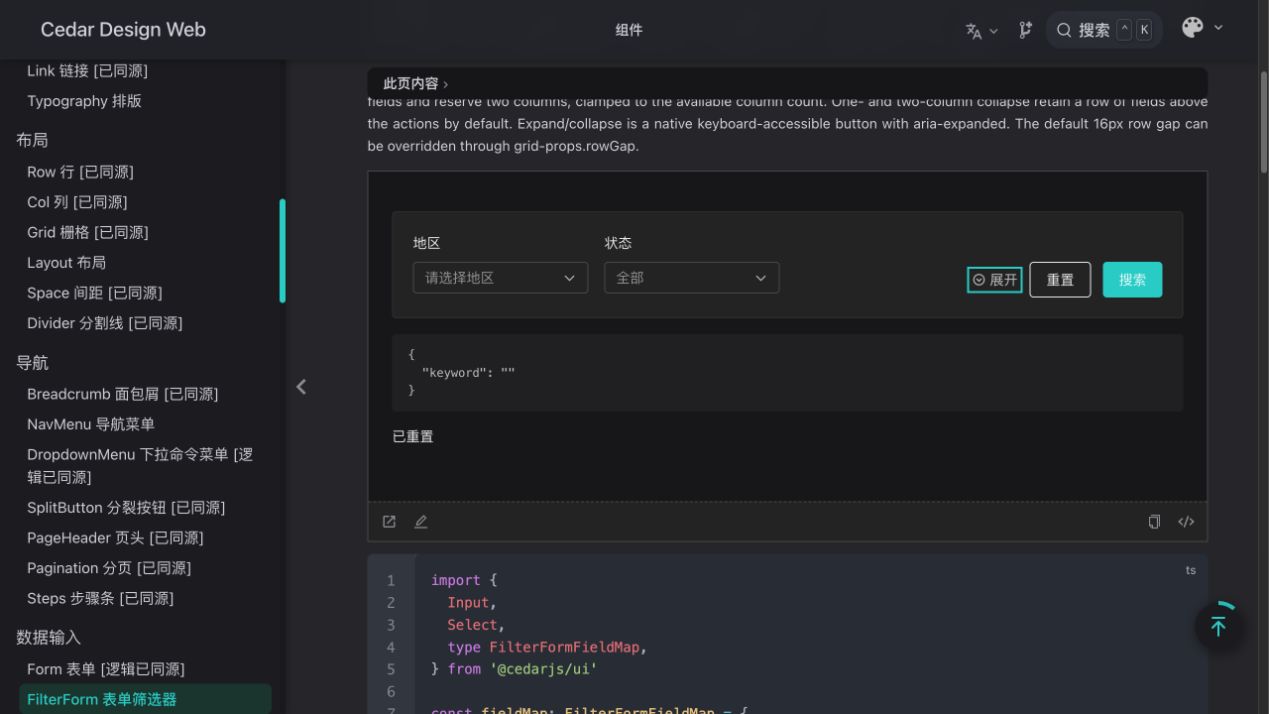 Cedar Design Web
组件
搜索
^
K
Link 链接 [已同源]
Typography 排版
布局
Row 行 [已同源]
Col 列 [已同源]
Grid 栅格 [已同源]
Layout 布局
Space 间距 [已同源]
Divider 分割线 [已同源]
导航
Breadcrumb 面包屑 [已同源]
NavMenu 导航菜单
DropdownMenu 下拉命令菜单 [逻
辑已同源]
SplitButton 分裂按钮 [已同源]
PageHeader 页头 [已同源]
Pagination 分页 [已同源]
Steps 步骤条 [已同源]
数据输入
Form 表单 [逻辑已同源]
FilterForm 表单筛选器
此页内容 ›
fields and reserve two columns, clamped to the available column count. One- and two-column collapse retain a row of fields above
the actions by default. Expand/collapse is a native keyboard-accessible button with aria-expanded. The default 16px row gap can
be overridden through grid-props.rowGap.
地区
状态
请选择地区
全部
展开
重置
搜索
{
"keyword": ""
}
已重置
ts
1 import {
2 Input,
3 Select,
4 type FilterFormFieldMap,
5 } from '@cedarjs/ui'
6
7 const fieldMap: FilterFormFieldMap = {